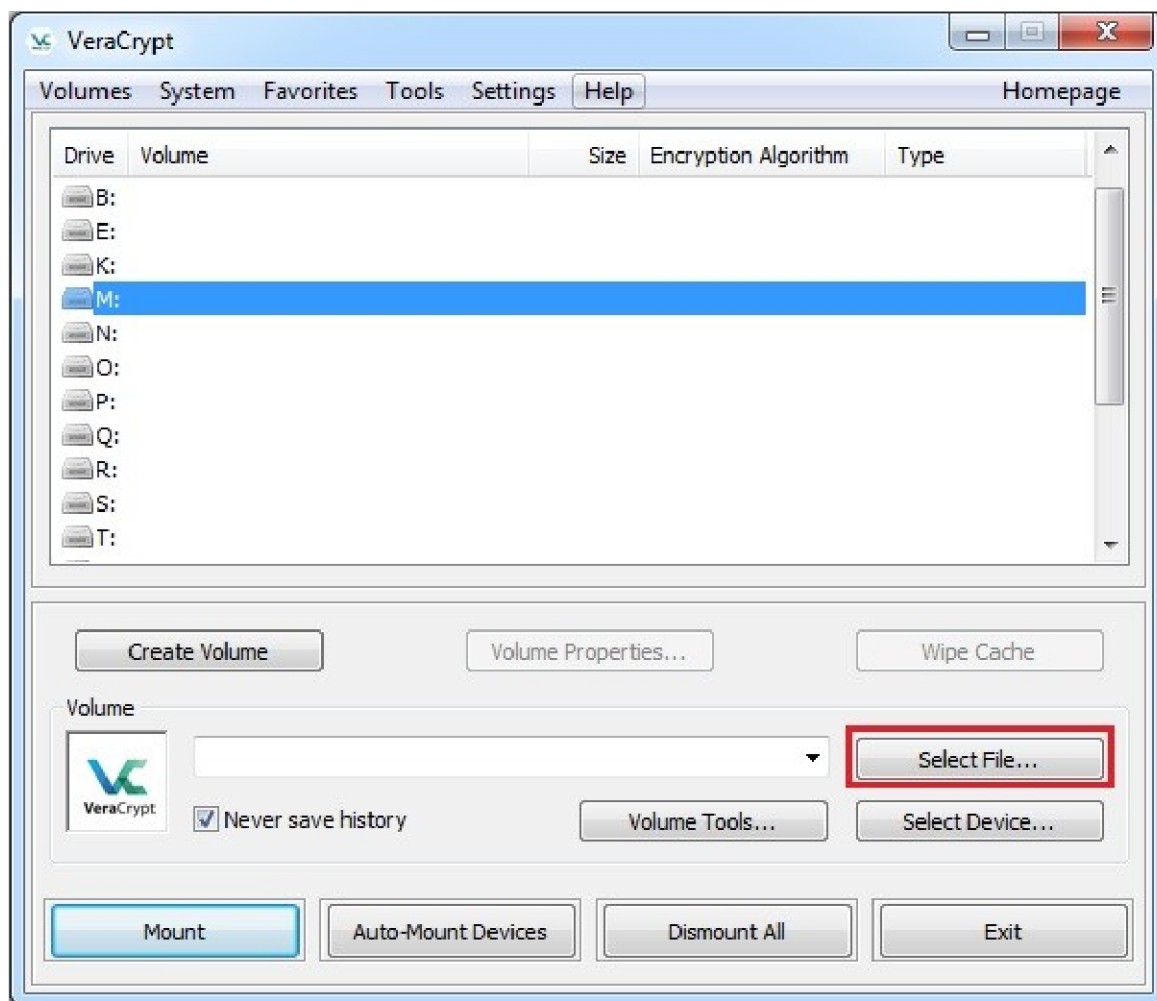 VeraCrypt
Volumes System Favorites Tools Settings Help Homepage
Drive Volume Size Encryption Algorithm Type
B:
E:
K:
M:
N:
O:
P:
Q:
R:
S:
T:
Create Volume Volume Properties... Wipe Cache
Volume
Select File...
VeraCrypt
Never save history Volume Tools... Select Device...
Mount Auto-Mount Devices Dismount All Exit